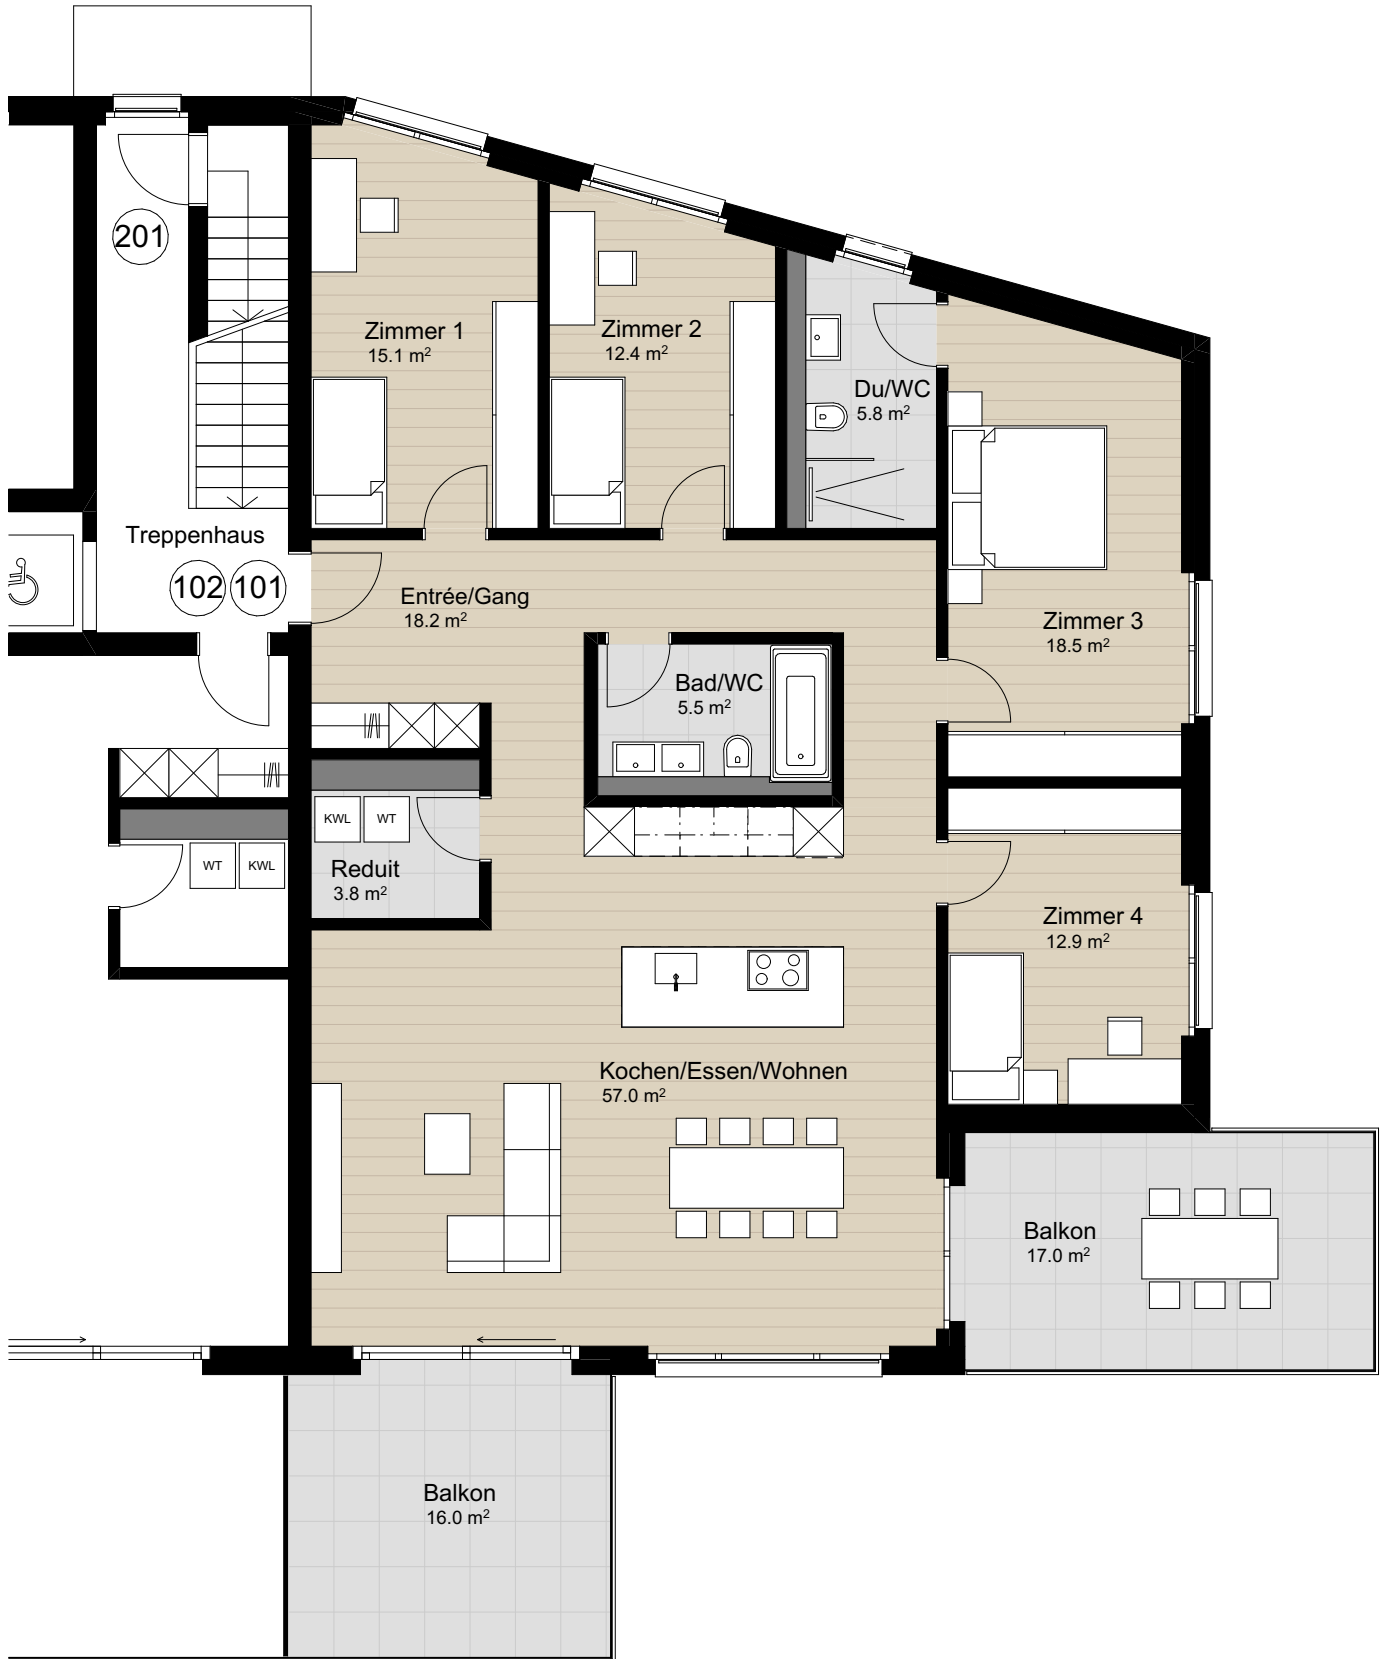 201
Zimmer 1
15.1 m²
Zimmer 2
12.4 m²
Du/WC
5.8 m²
Treppenhaus
102
101
Entrée/Gang
18.2 m²
Zimmer 3
18.5 m²
Bad/WC
5.5 m²
KWL
WT
Reduit
3.8 m²
WT
KWL
Zimmer 4
12.9 m²
Kochen/Essen/Wohnen
57.0 m²
Balkon
17.0 m²
Balkon
16.0 m²